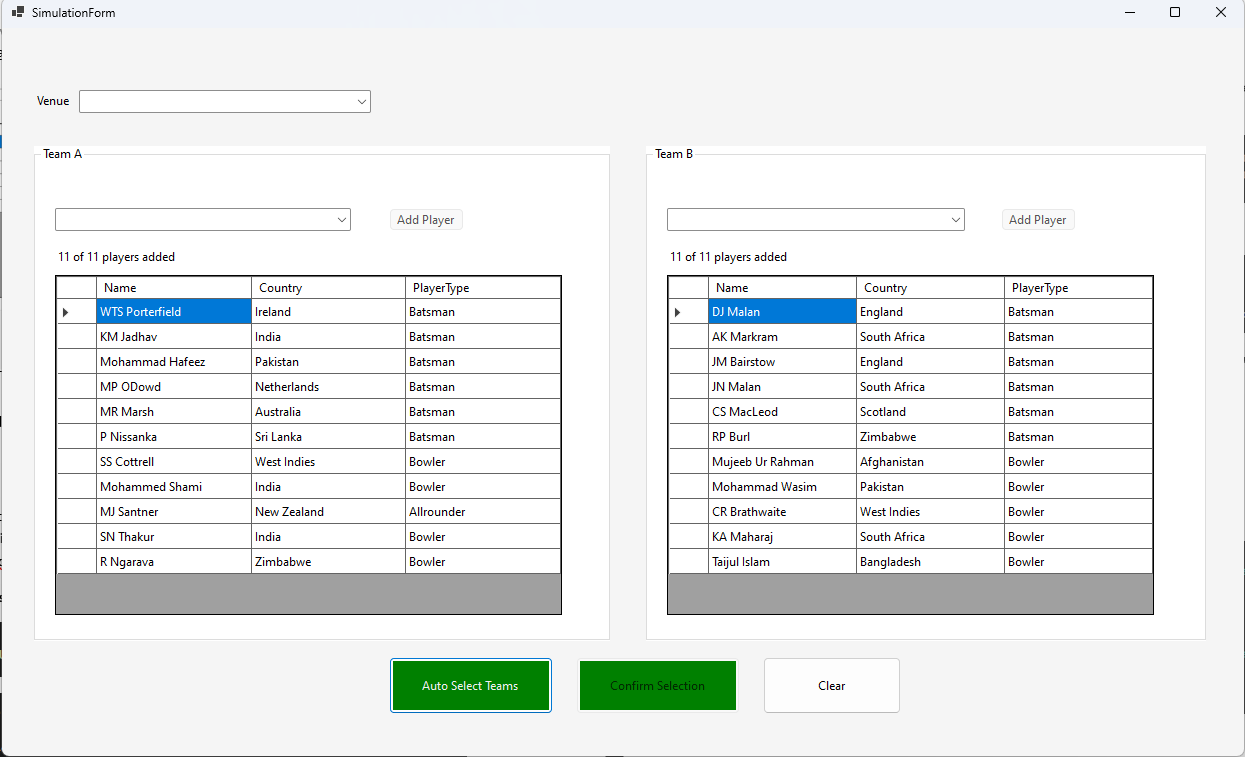 SimulationForm
Venue
Team A
Add Player
11 of 11 players added
Name Country PlayerType
WTS Porterfield Ireland Batsman
KM Jadhav India Batsman
Mohammad Hafeez Pakistan Batsman
MP ODowd Netherlands Batsman
MR Marsh Australia Batsman
P Nissanka Sri Lanka Batsman
SS Cottrell West Indies Bowler
Mohammed Shami India Bowler
MJ Santner New Zealand Allrounder
SN Thakur India Bowler
R Ngarava Zimbabwe Bowler
Team B
Add Player
11 of 11 players added
Name Country PlayerType
DJ Malan England Batsman
AK Markram South Africa Batsman
JM Bairstow England Batsman
JN Malan South Africa Batsman
CS MacLeod Scotland Batsman
RP Burl Zimbabwe Batsman
Mujeeb Ur Rahman Afghanistan Bowler
Mohammad Wasim Pakistan Bowler
CR Brathwaite West Indies Bowler
KA Maharaj South Africa Bowler
Taijul Islam Bangladesh Bowler
Auto Select Teams Confirm Selection Clear